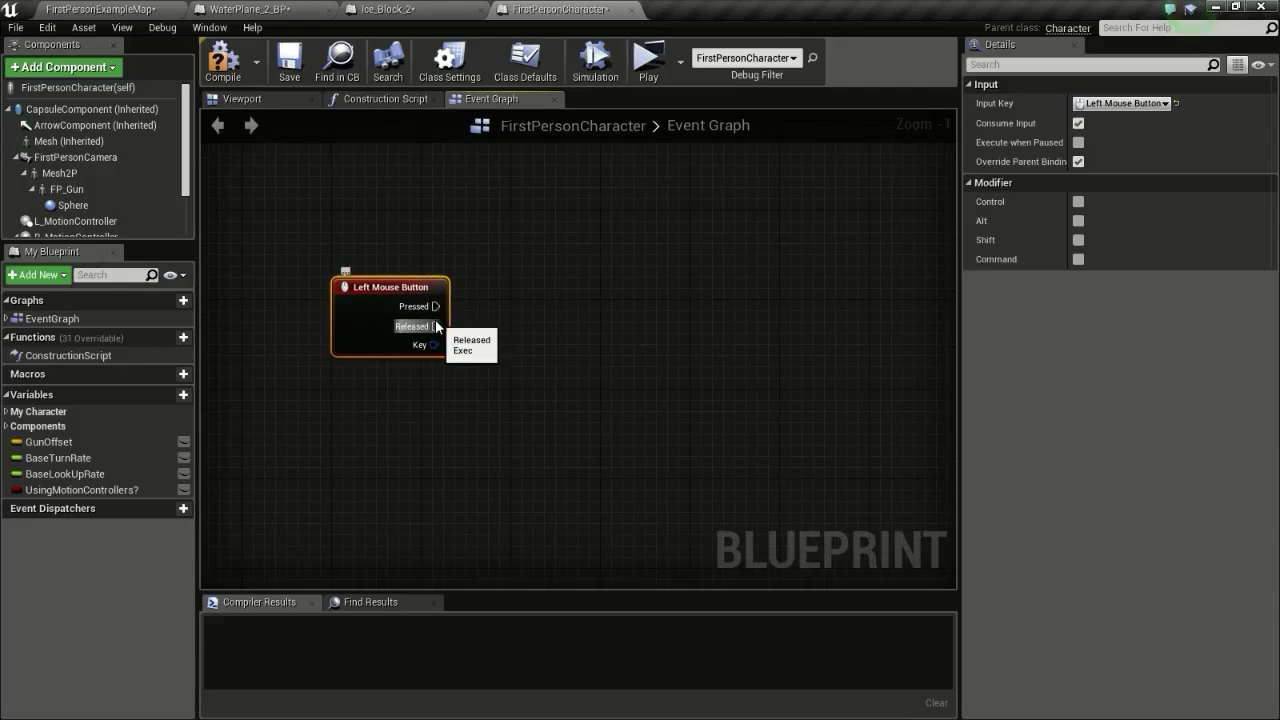 FirstPersonExampleMap*
WaterPlane_2_BP*
Ice_Block_2*
FirstPersonCharacter*
File
Edit
Asset
View
Debug
Window
Help
Parent class: Character
Search For Help
Components
+Add Component
FirstPersonCharacter(self)
CapsuleComponent (Inherited)
ArrowComponent (Inherited)
Mesh (Inherited)
FirstPersonCamera
Mesh2P
FP_Gun
Sphere
L_MotionController
Compile
Save
Find in CB
Search
Class Settings
Class Defaults
Simulation
Play
FirstPersonCharacter
Debug Filter
Viewport
Construction Script
Event Graph
FirstPersonCharacter > Event Graph
Zoom -1
Left Mouse Button
Pressed
Released
Key
Released
Exec
BLUEPRINT
My Blueprint
+Add New
Search
Graphs
EventGraph
Functions (31 Overridable)
ConstructionScript
Macros
Variables
My Character
Components
GunOffset
BaseTurnRate
BaseLookUpRate
UsingMotionControllers?
Event Dispatchers
Compiler Results
Find Results
Clear
Details
Search
Input
Input Key
Left Mouse Button
Consume Input
Execute when Paused
Override Parent Bindin
Modifier
Control
Alt
Shift
Command